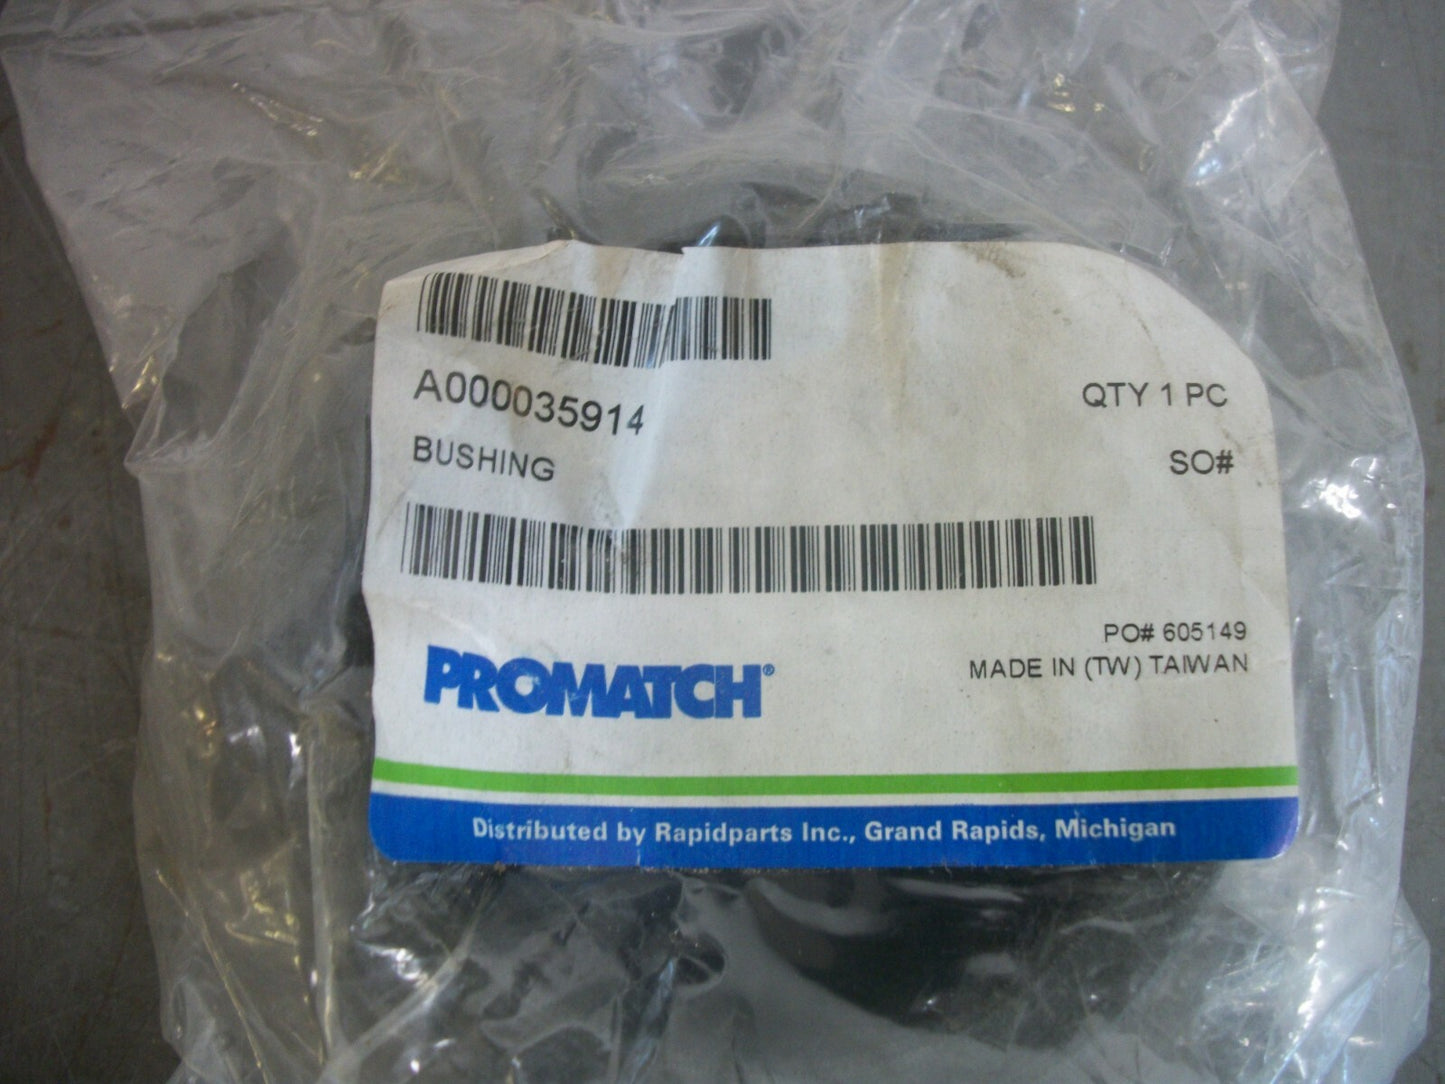 A000035914
QTY 1 PC
BUSHING
SO#
PO# 605149
MADE IN (TW) TAIWAN
PROMATCH®
Distributed by Rapidparts Inc., Grand Rapids, Michigan